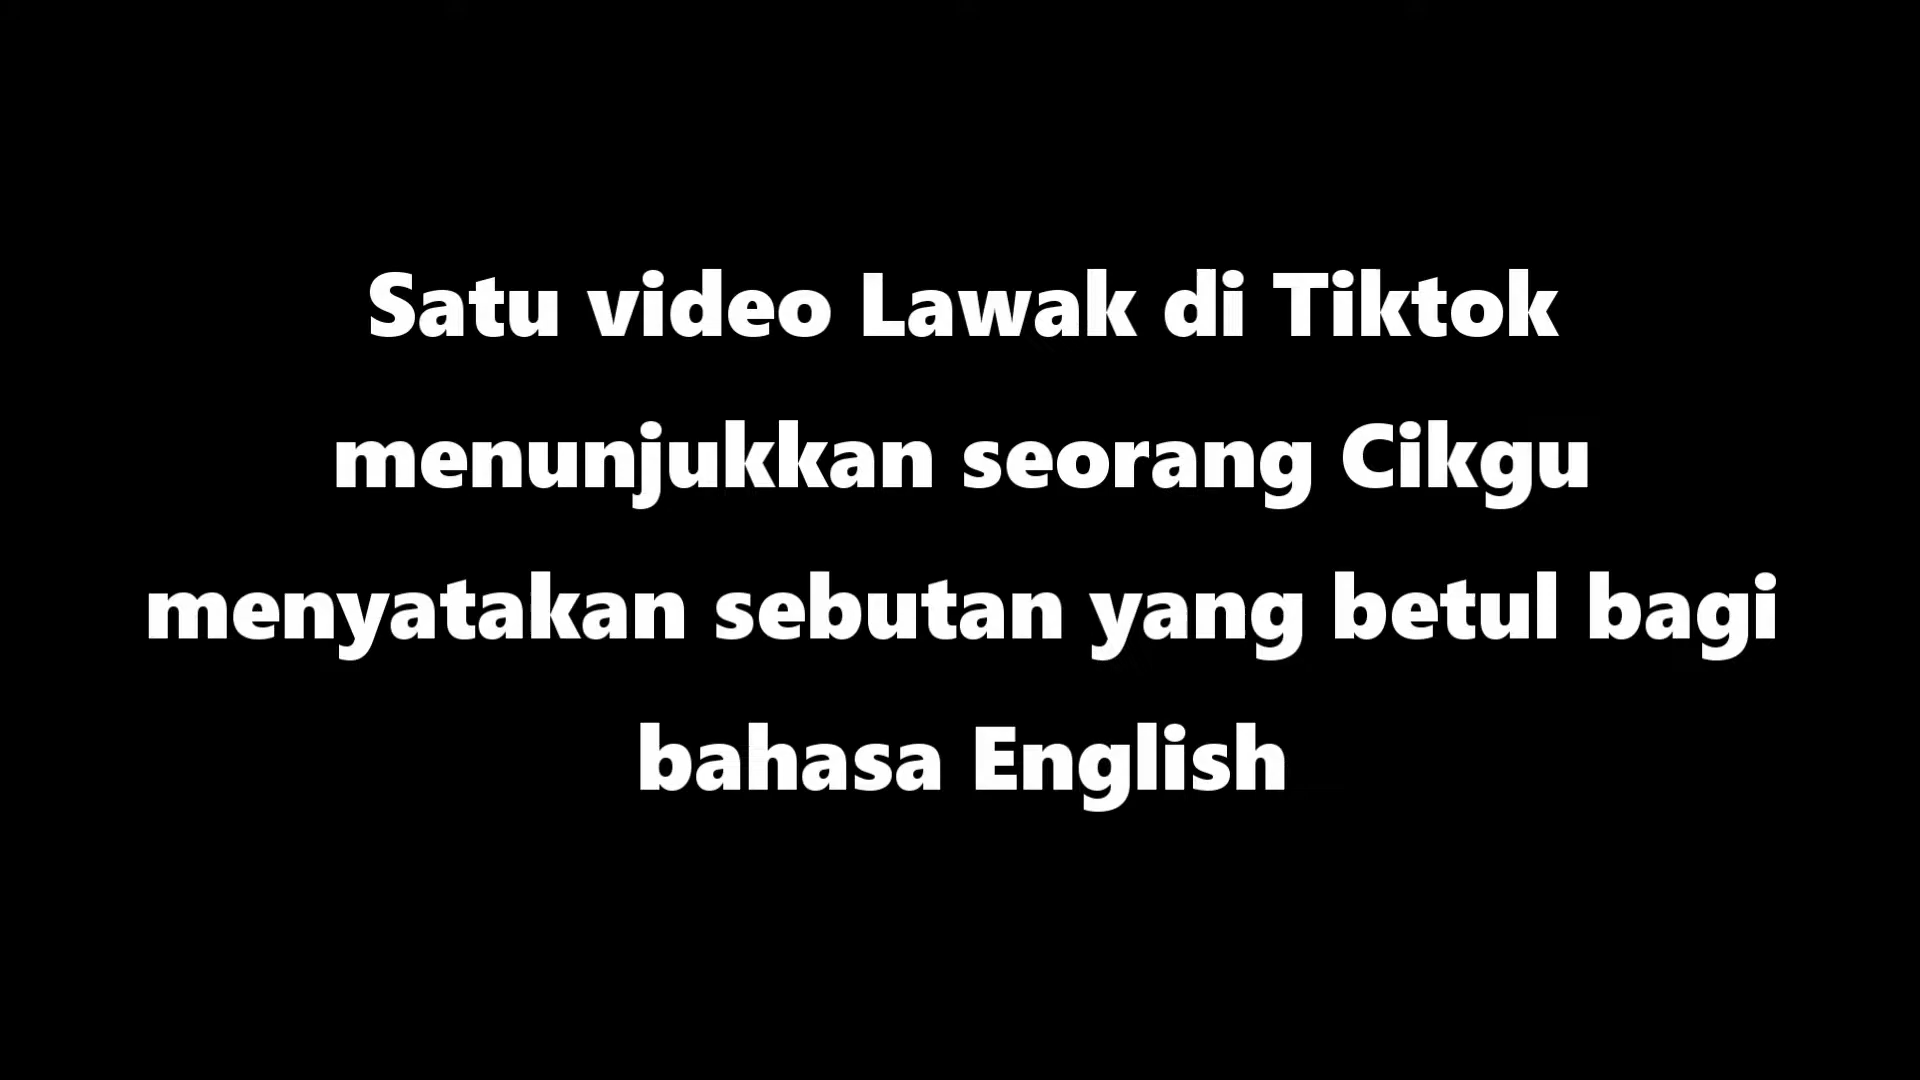 Satu video Lawak di Tiktok
menunjukkan seorang Cikgu
menyatakan sebutan yang betul bagi
bahasa English